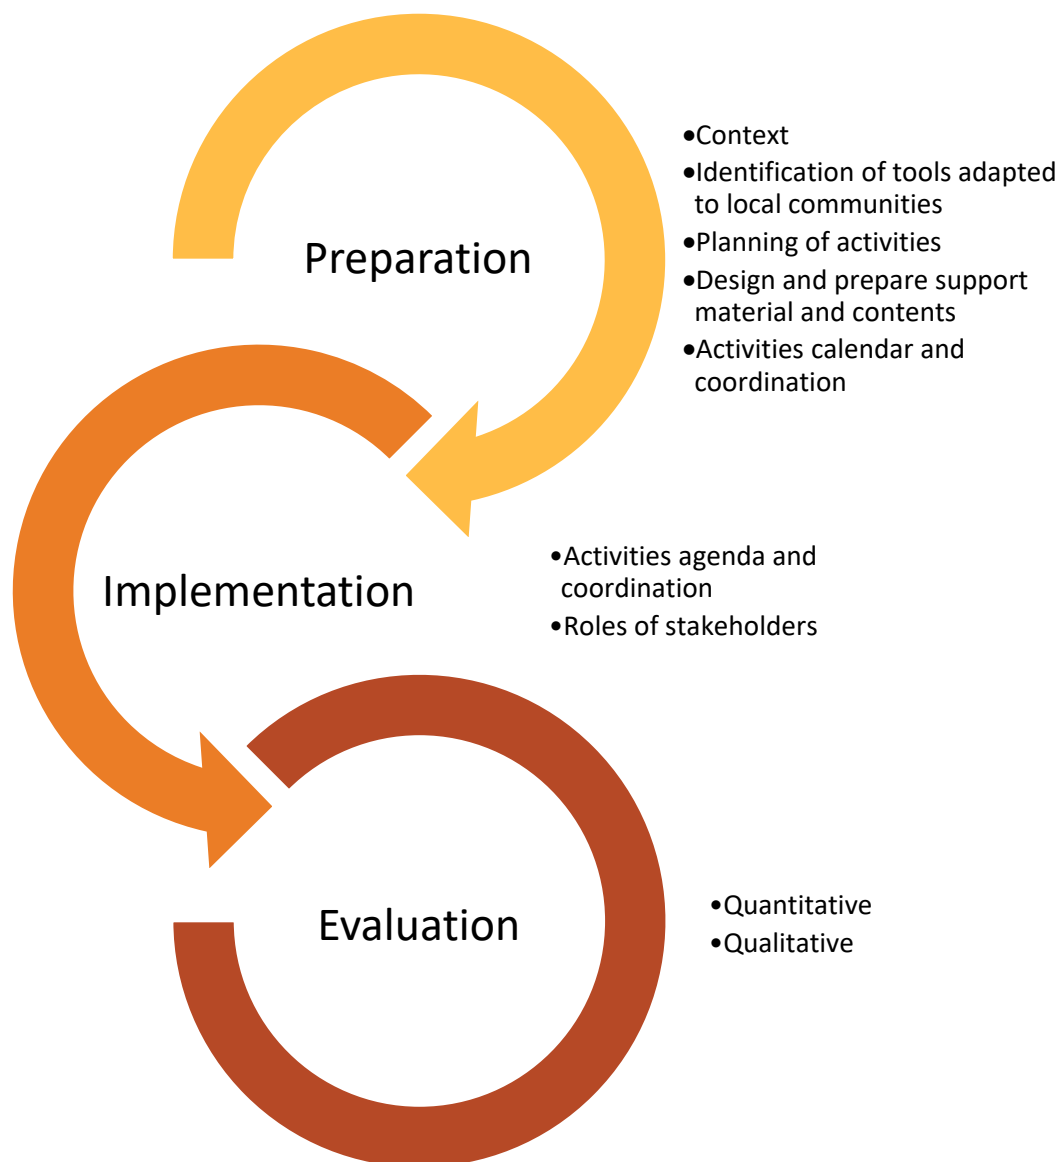 Preparation
•Context
•Identification of tools adapted
to local communities
•Planning of activities
•Design and prepare support
material and contents
•Activities calendar and
coordination
Implementation
•Activities agenda and
coordination
•Roles of stakeholders
Evaluation
•Quantitative
•Qualitative